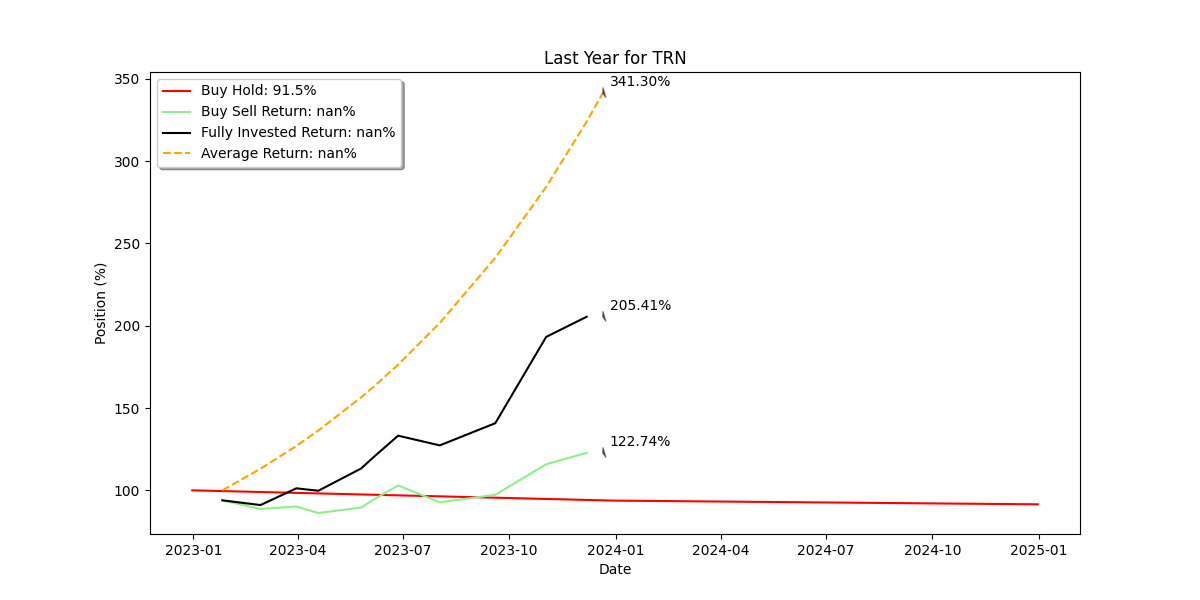 Last Year for TRN
Buy Hold: 91.5%
Buy Sell Return: nan%
Fully Invested Return: nan%
Average Return: nan%
341.30%
205.41%
122.74%
Position (%)
350
300
250
200
150
100
2023-01 2023-04 2023-07 2023-10 2024-01 2024-04 2024-07 2024-10 2025-01
Date